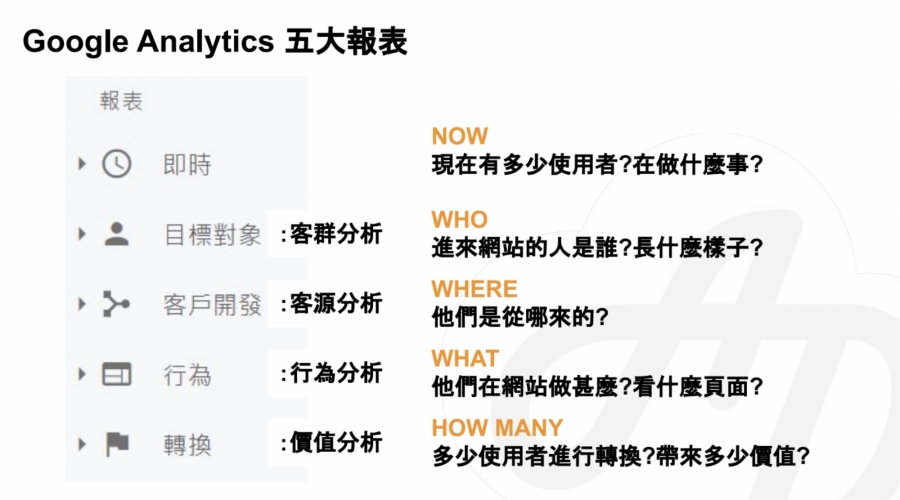 Google Analytics 五大報表
報表
即時
NOW
現在有多少使用者?在做什麼事?
目標對象 :客群分析
WHO
進來網站的人是誰?長什麼樣子?
客戶開發 :客源分析
WHERE
他們是從哪來的?
行為 :行為分析
WHAT
他們在網站做甚麼?看什麼頁面?
轉換 :價值分析
HOW MANY
多少使用者進行轉換?帶來多少價值?